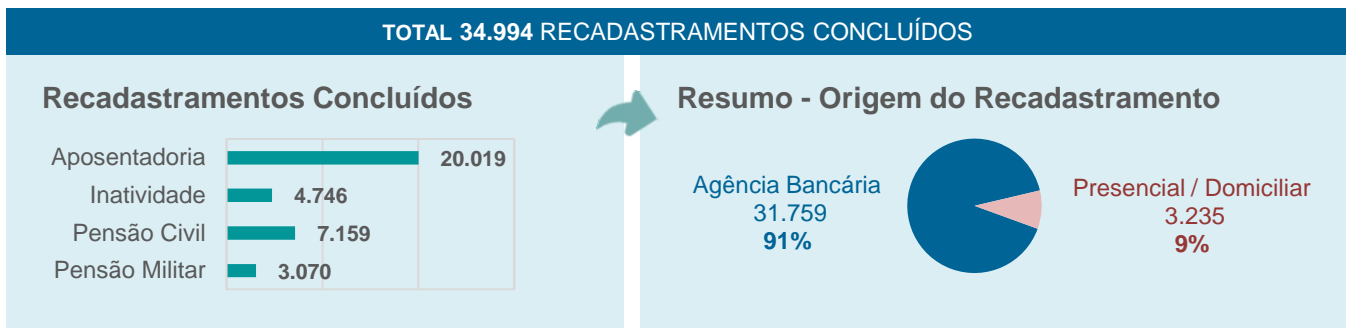 TOTAL 34.994 RECADASTRAMENTOS CONCLUÍDOS
Recadastramentos Concluídos
Aposentadoria 20.019
Inatividade 4.746
Pensão Civil 7.159
Pensão Militar 3.070
Resumo - Origem do Recadastramento
Agência Bancária
31.759
91%
Presencial / Domiciliar
3.235
9%